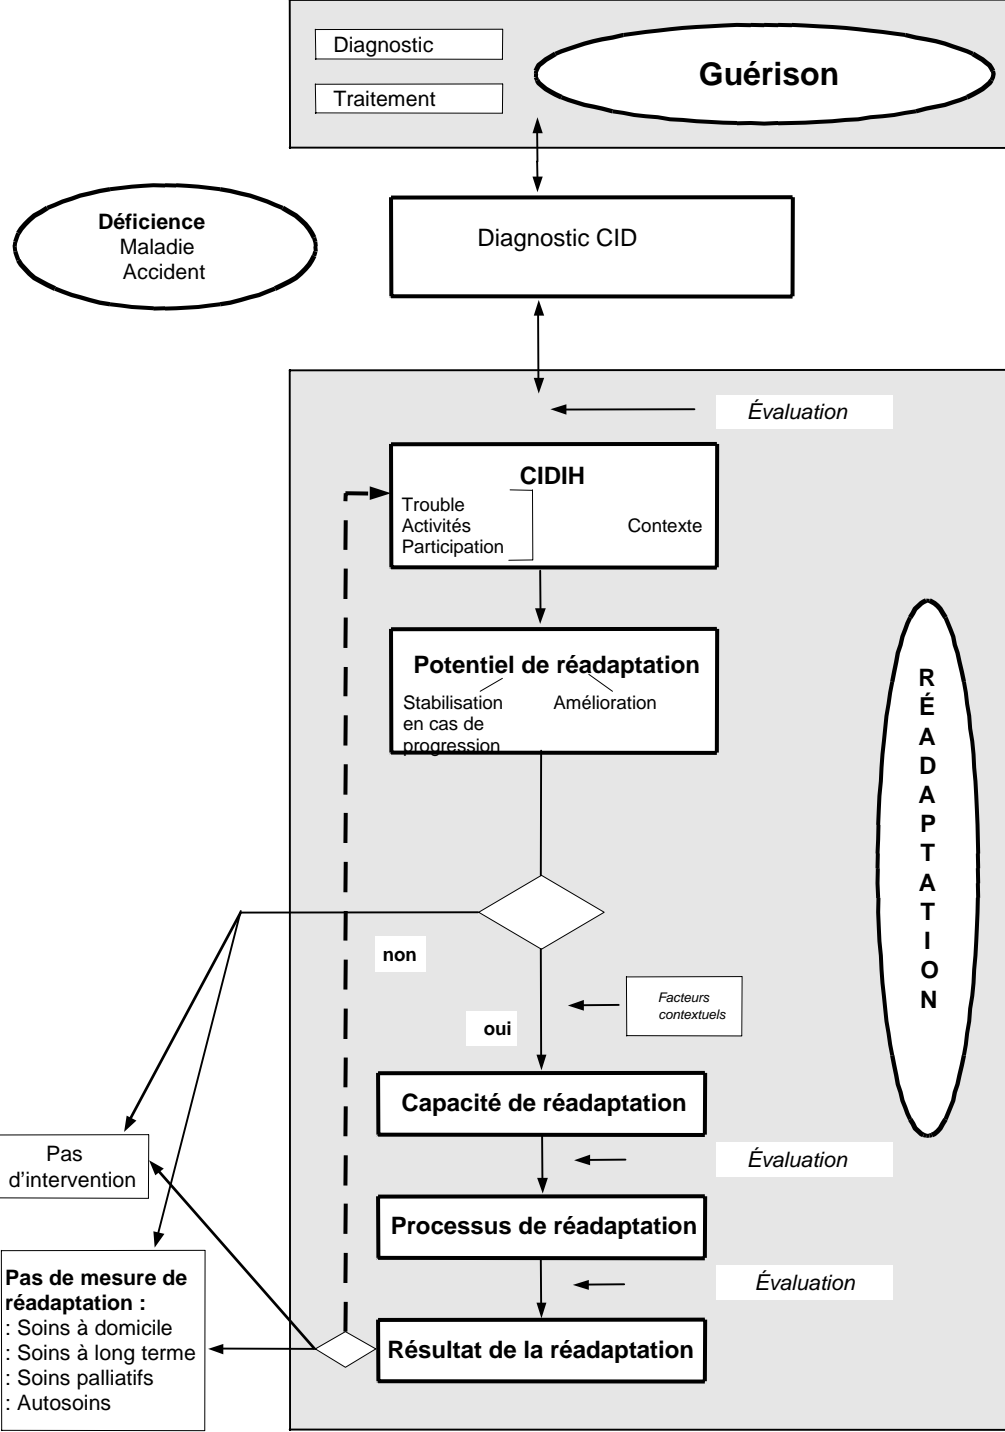 Diagnostic
Traitement
Guérison
Déficience
Maladie
Accident
Diagnostic CID
Évaluation
CIDIH
Trouble
Activités
Participation
Contexte
Potentiel de réadaptation
Stabilisation
en cas de
progression
Amélioration
R
É
A
D
A
P
T
A
T
I
O
N
non
oui
Facteurs
contextuels
Capacité de réadaptation
Évaluation
Pas
d'intervention
Processus de réadaptation
Évaluation
Pas de mesure de
réadaptation :
: Soins à domicile
: Soins à long terme
: Soins palliatifs
: Autosoins
Résultat de la réadaptation